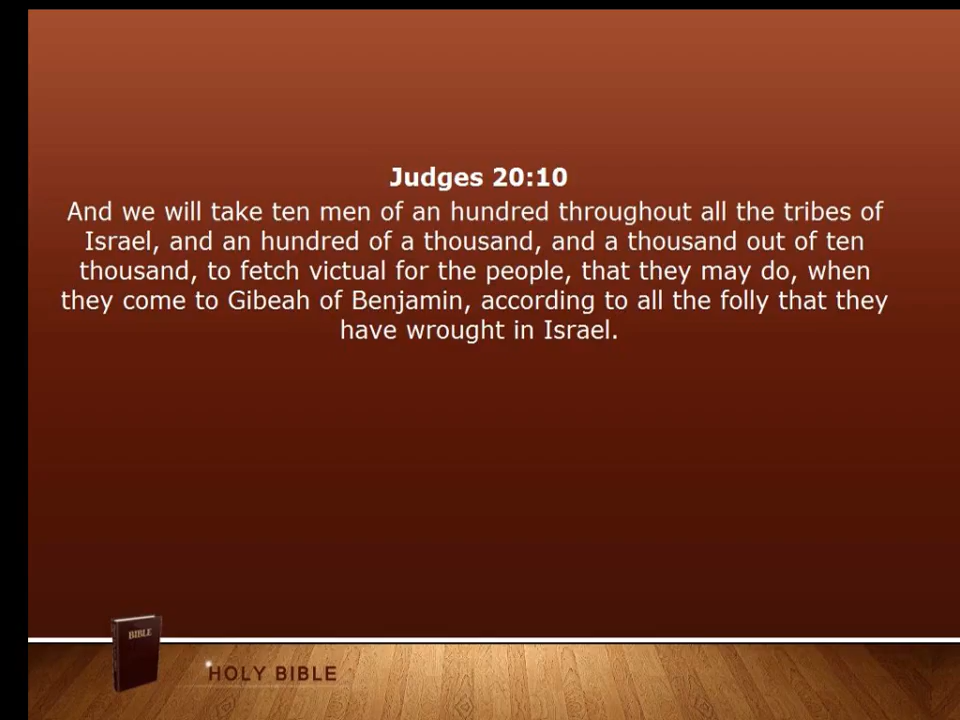 Judges 20:10
And we will take ten men of an hundred throughout all the tribes of
Israel, and an hundred of a thousand, and a thousand out of ten
thousand, to fetch victual for the people, that they may do, when
they come to Gibeah of Benjamin, according to all the folly that they
have wrought in Israel.
BIBLE
HOLY BIBLE